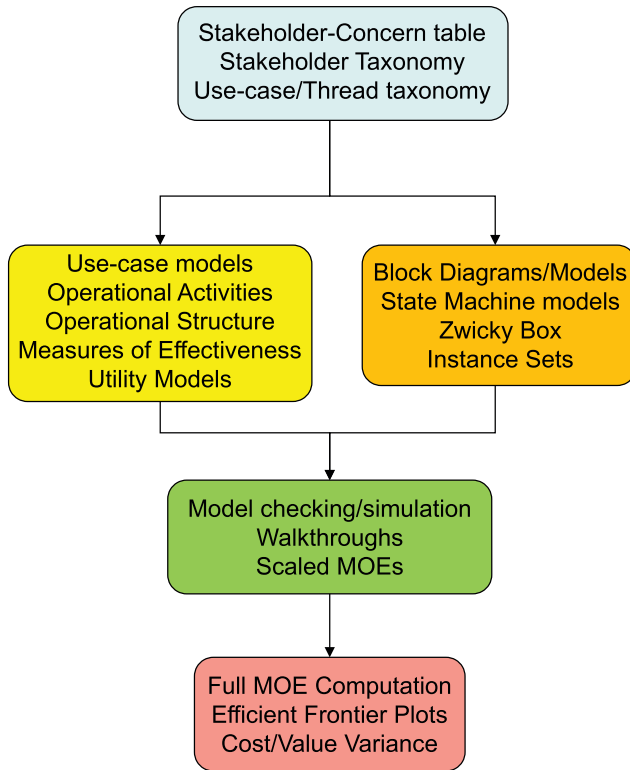 Stakeholder-Concern table
Stakeholder Taxonomy
Use-case/Thread taxonomy
Use-case models
Operational Activities
Operational Structure
Measures of Effectiveness
Utility Models
Block Diagrams/Models
State Machine models
Zwicky Box
Instance Sets
Model checking/simulation
Walkthroughs
Scaled MOEs
Full MOE Computation
Efficient Frontier Plots
Cost/Value Variance